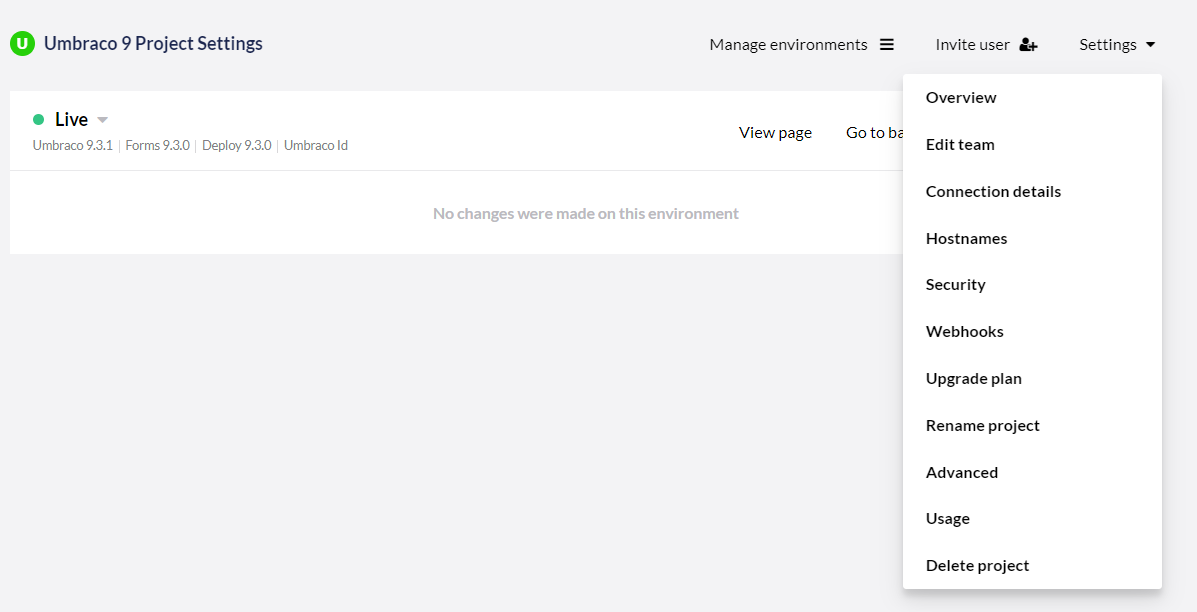 U Umbraco 9 Project Settings
Manage environments Invite user Settings
Live
Umbraco 9.3.1 | Forms 9.3.0 | Deploy 9.3.0 | Umbraco Id
View page Go to ba
No changes were made on this environment
Overview
Edit team
Connection details
Hostnames
Security
Webhooks
Upgrade plan
Rename project
Advanced
Usage
Delete project